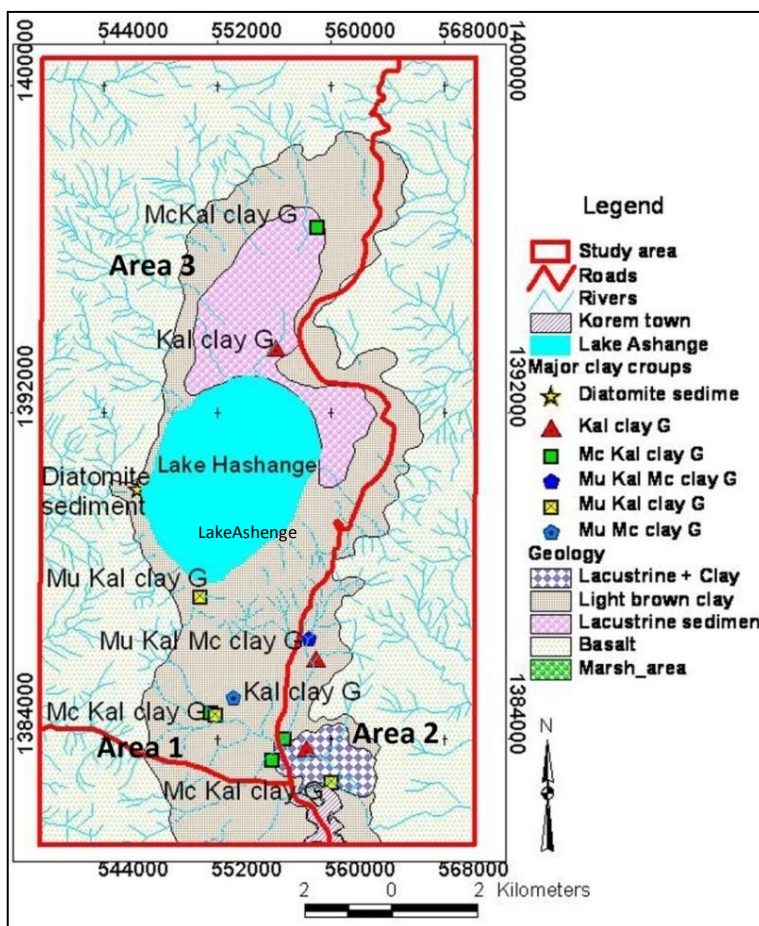 544000 552000 560000 568000
1400000
1400000
McKal clay G
Area 3
Kal clay G
1392000
1392000
Lake Hashange
Diatomite
sediment
LakeAshenge
Mu Kal clay G
Mu Kal Mc clay G
Kal clay G
Mc Kal clay G
1384000
1384000
Area 1
Area 2
Mc Kal clay G
544000 552000 560000 568000
2 0 2 Kilometers
Legend
Study area
Roads
Rivers
Korem town
Lake Ashange
Major clay croups
Diatomite sedime
Kal clay G
Mc Kal clay G
Mu Kal Mc clay G
Mu Kal clay G
Mu Mc clay G
Geology
Lacustrine + Clay
Light brown clay
Lacustrine sedimen
Basalt
Marsh_area
N